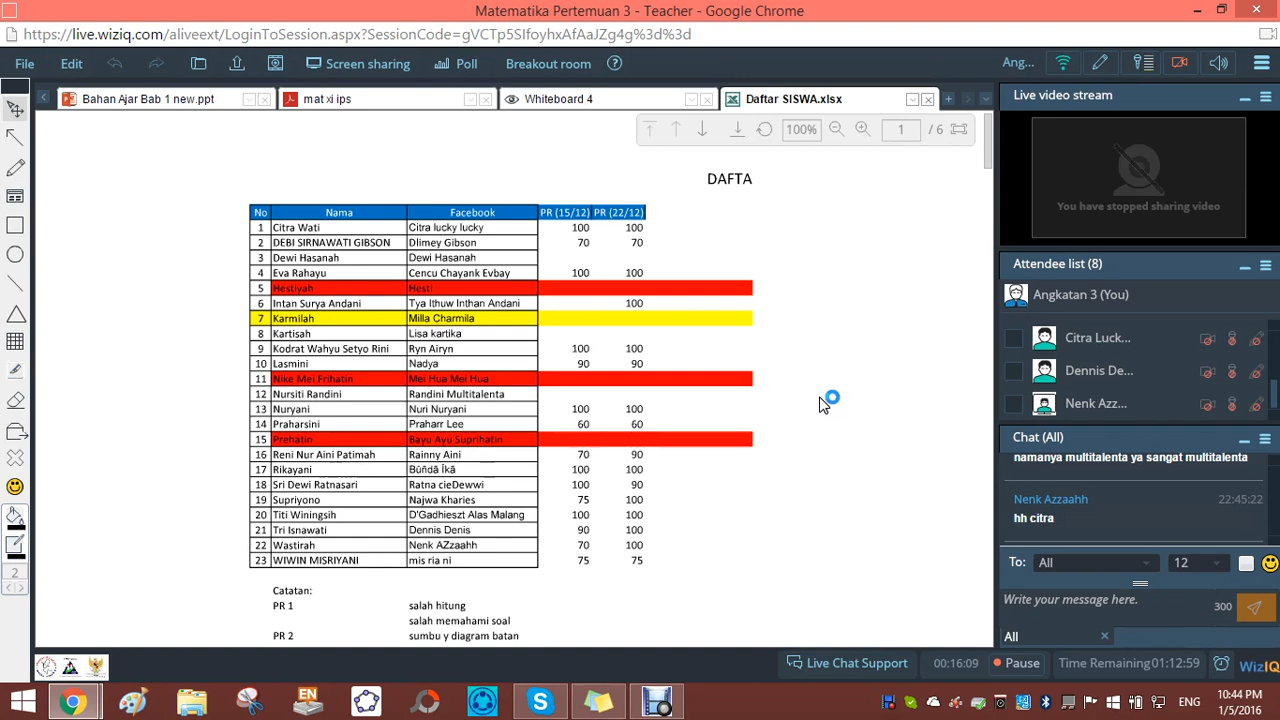 Matematika Pertemuan 3 - Teacher - Google Chrome
https://live.wiziq.com/aliveext/LoginToSession.aspx?SessionCode=gVCTp5SIfoyhxAfAaJZg4g%3d%3d
File Edit Screen sharing Poll Breakout room Ang...
Bahan Ajar Bab 1 new.ppt mat xi ips Whiteboard 4 Daftar SISWA.xlsx
100% 1 / 6
DAFTA
No Nama Facebook PR (15/12) PR (22/12)
1 Citra Wati Citra lucky lucky 100 100
2 DEBI SIRNAWATI GIBSON Dlimey Gibson 70 70
3 Dewi Hasanah Dewi Hasanah
4 Eva Rahayu Cencu Chayank Evbay 100 100
5 Hestiyah Hesti
6 Intan Surya Andani Tya Ithuw Inthan Andani 100
7 Karmilah Milla Charmila
8 Kartisah Lisa kartika
9 Kodrat Wahyu Setyo Rini Ryn Airyn 100 100
10 Lasmini Nadya 90 90
11 Nike Mei Frihatin Mei Hua Mei Hua
12 Nursiti Randini Randini Multitalenta
13 Nuryani Nuri Nuryani 100 100
14 Praharsini Praharr Lee 60 60
15 Prehatin Bayu Ayu Suprihatin
16 Reni Nur Aini Patimah Rainny Aini 70 90
17 Rikayani Bûñdã Íkã 100 100
18 Sri Dewi Ratnasari Ratna cieDewwi 100 90
19 Supriyono Najwa Kharies 75 100
20 Titi Winingsih D'Gadhieszt Alas Malang 100 100
21 Tri Isnawati Dennis Denis 90 100
22 Wastirah Nenk AZzaahh 70 100
23 WIWIN MISRIYANI mis ria ni 75 75
Catatan:
PR 1 salah hitung
salah memahami soal
PR 2 sumbu y diagram batan
Live video stream
You have stopped sharing video
Attendee list (8)
Angkatan 3 (You)
Citra Luck...
Dennis De...
Nenk Azz...
Chat (All)
namanya multitalenta ya sangat multitalenta
Nenk Azzaahh 22:45:22
hh citra
To: All 12
Write your message here. 300
All
2
Live Chat Support 00:16:09 Pause Time Remaining 01:12:59 WizIQ
EN
ENG
10:44 PM
1/5/2016